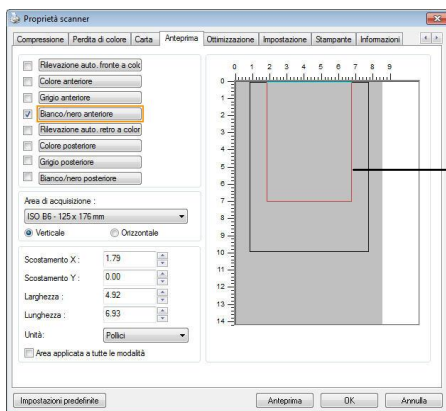 Proprietà scanner
Compressione Perdita di colore Carta Anteprima Ottimizzazione Impostazione Stampante Informazioni
Rilevazione auto. fronte a colo
Colore anteriore
Grigio anteriore
Bianco/nero anteriore
Rilevazione auto. retro a color
Colore posteriore
Grigio posteriore
Bianco/nero posteriore
Area di acquisizione :
ISO B6 - 125 x 176 mm
Verticale Orizzontale
Scostamento X : 1.79
Scostamento Y : 0.00
Larghezza : 4.92
Lunghezza : 6.93
Unità: Pollici
Area applicata a tutte le modalità
0 1 2 3 4 5 6 7 8 9
0
1
2
3
4
5
6
7
8
9
10
11
12
13
14
Impostazioni predefinite Anteprima OK Annulla